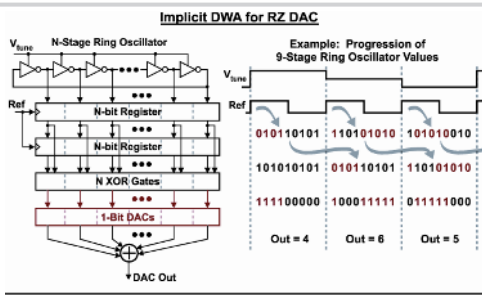 Implicit DWA for RZ DAC
N-Stage Ring Oscillator
Vtune
Ref
N-bit Register
N-bit Register
N XOR Gates
1-Bit DACs
DAC Out
Example: Progression of
9-Stage Ring Oscillator Values
Vtune
Ref
010110101 110101010 101010010
101010101 010110101 110101010
111100000 100011111 011111000
Out = 4 Out = 6 Out = 5